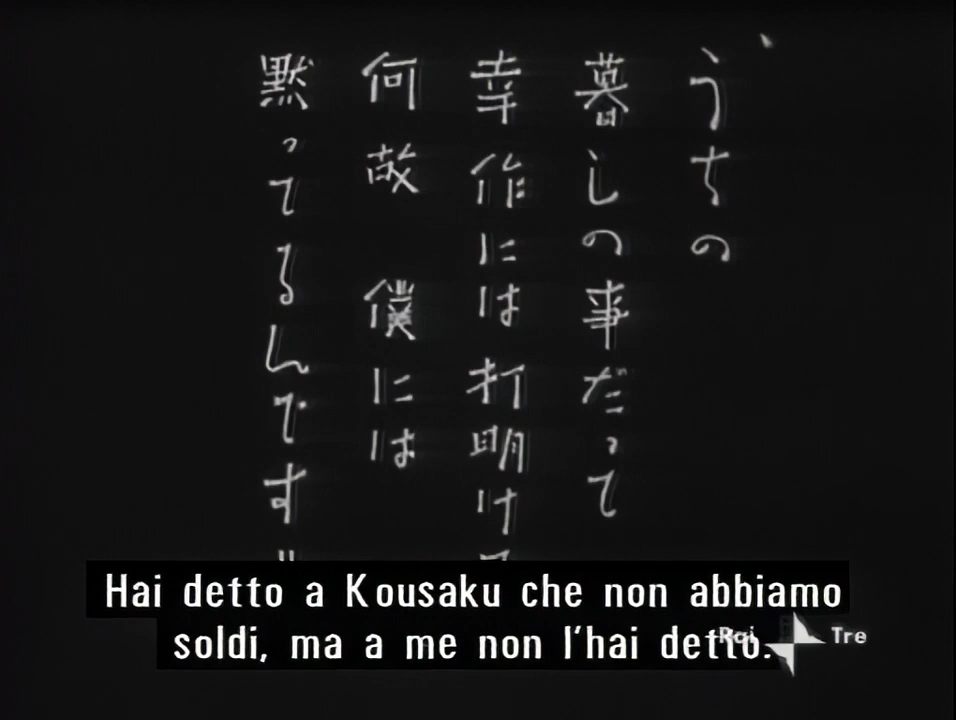 うちの
暮しの事だって
幸作には打明け
何故 僕には
黙ってるんです
Hai detto a Kousaku che non abbiamo
soldi, ma a me non l'hai detto.
Rai Tre